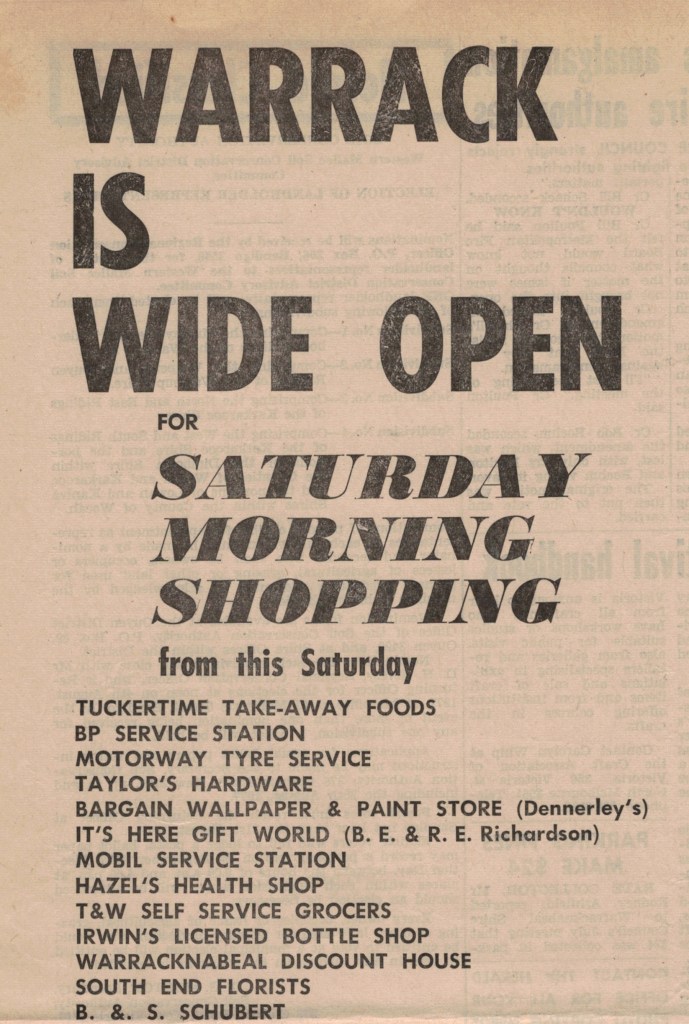 WARRACK
IS
WIDE OPEN
FOR
SATURDAY
MORNING
SHOPPING
from this Saturday
TUCKERTIME TAKE-AWAY FOODS
BP SERVICE STATION
MOTORWAY TYRE SERVICE
TAYLOR'S HARDWARE
BARGAIN WALLPAPER & PAINT STORE (Dennerley's)
IT'S HERE GIFT WORLD (B. E. & R. E. Richardson)
MOBIL SERVICE STATION
HAZEL'S HEALTH SHOP
T&W SELF SERVICE GROCERS
IRWIN'S LICENSED BOTTLE SHOP
WARRACKNABEAL DISCOUNT HOUSE
SOUTH END FLORISTS
B. &. S. SCHUBERT